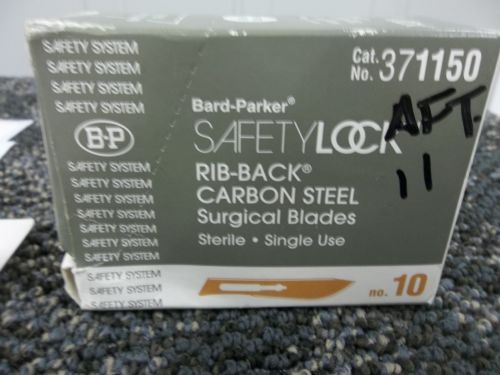 SAFETY SYSTEM
SAFETY SYSTEM
SAFETY SYSTEM
SAFETY SYSTEM
B-P
SAFETY SYSTEM
SAFETY SYSTEM
SAFETY SYSTEM
SAFETY SYSTEM
SAFETY SYSTEM
SAFETY SYSTEM
SAFETY SYSTEM
SAFETY SYSTEM
SAFETY SYSTEM
Cat.
No. 371150
Bard-Parker®
SAFETYLOCK
RIB-BACK®
CARBON STEEL
Surgical Blades
Sterile • Single Use
AFT.
11
no. 10